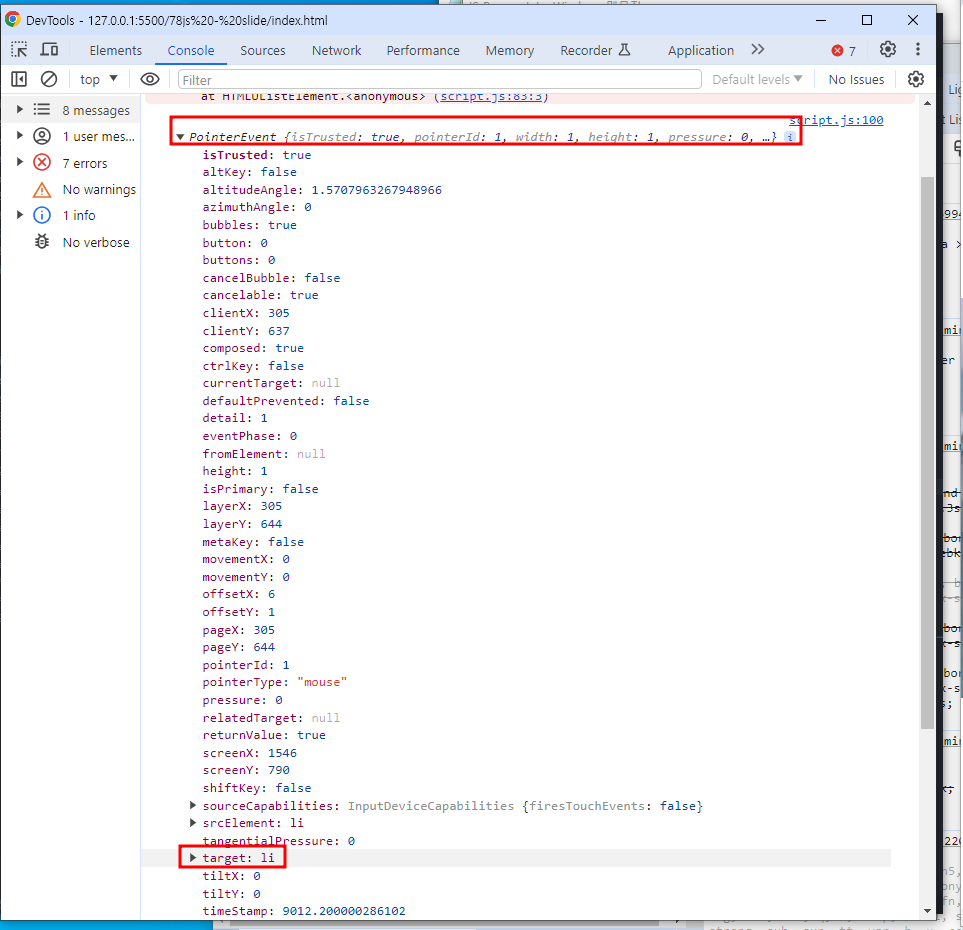 DevTools - 127.0.0.1:5500/78js%20-%20slide/index.html
Elements Console Sources Network Performance Memory Recorder Application 7
top Filter Default levels No Issues
8 messages
1 user mes...
7 errors
No warnings
1 info
No verbose
at HTMLUListElement.<anonymous> (script.js:83:3)
script.js:100
PointerEvent {isTrusted: true, pointerId: 1, width: 1, height: 1, pressure: 0, …}
isTrusted: true
altKey: false
altitudeAngle: 1.5707963267948966
azimuthAngle: 0
bubbles: true
button: 0
buttons: 0
cancelBubble: false
cancelable: true
clientX: 305
clientY: 637
composed: true
ctrlKey: false
currentTarget: null
defaultPrevented: false
detail: 1
eventPhase: 0
fromElement: null
height: 1
isPrimary: false
layerX: 305
layerY: 644
metaKey: false
movementX: 0
movementY: 0
offsetX: 6
offsetY: 1
pageX: 305
pageY: 644
pointerId: 1
pointerType: "mouse"
pressure: 0
relatedTarget: null
returnValue: true
screenX: 1546
screenY: 790
shiftKey: false
sourceCapabilities: InputDeviceCapabilities {firesTouchEvents: false}
srcElement: li
tangentialPressure: 0
target: li
tiltX: 0
tiltY: 0
timeStamp: 9012.200000286102